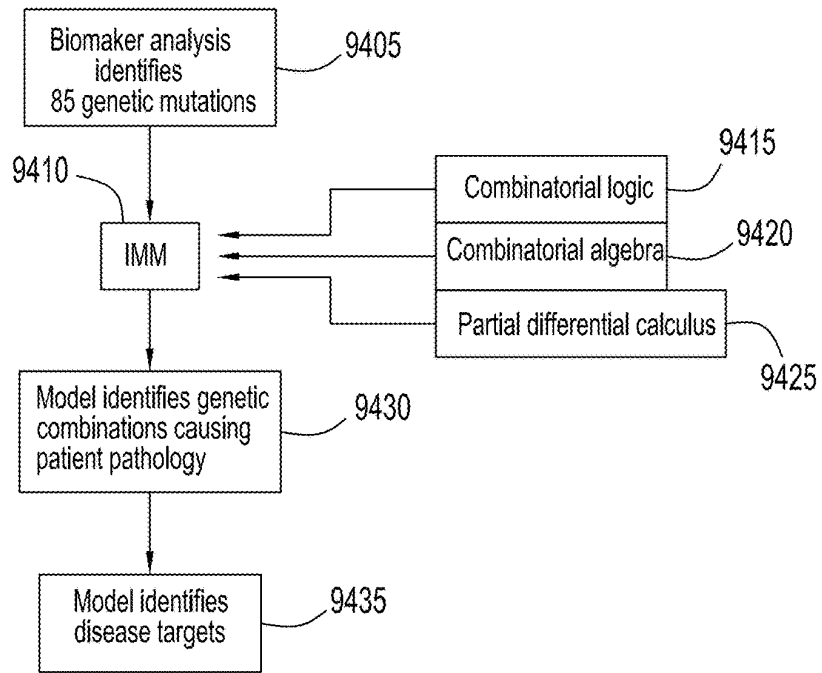 Biomaker analysis
identifies
85 genetic mutations
9405
9410
IMM
Combinatorial logic
9415
Combinatorial algebra
9420
Partial differential calculus
9425
Model identifies genetic
combinations causing
patient pathology
9430
Model identifies
disease targets
9435